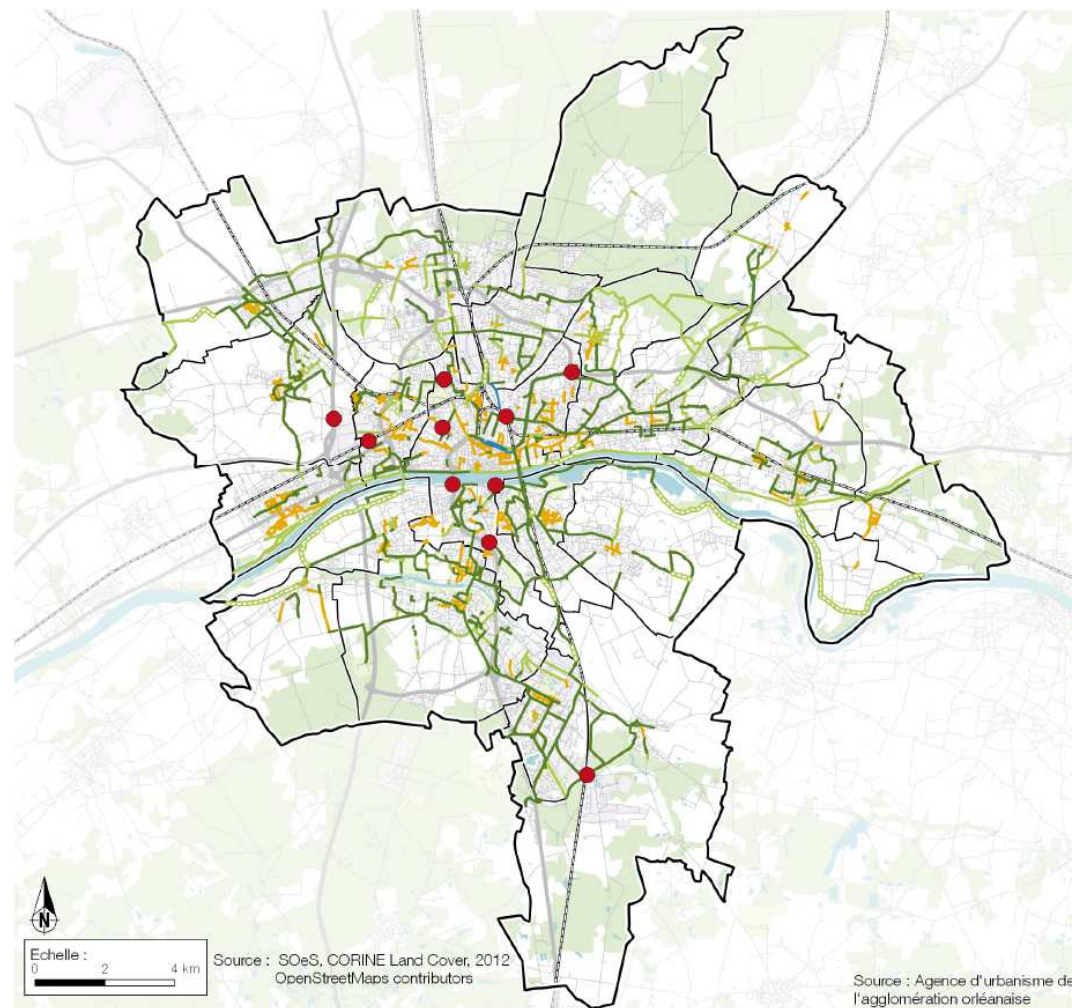 N
Echelle :
0 2 4 km
Source : SOeS, CORINE Land Cover, 2012
OpenStreetMaps contributors
Source : Agence d'urbanisme de
l'agglomération orléanaise